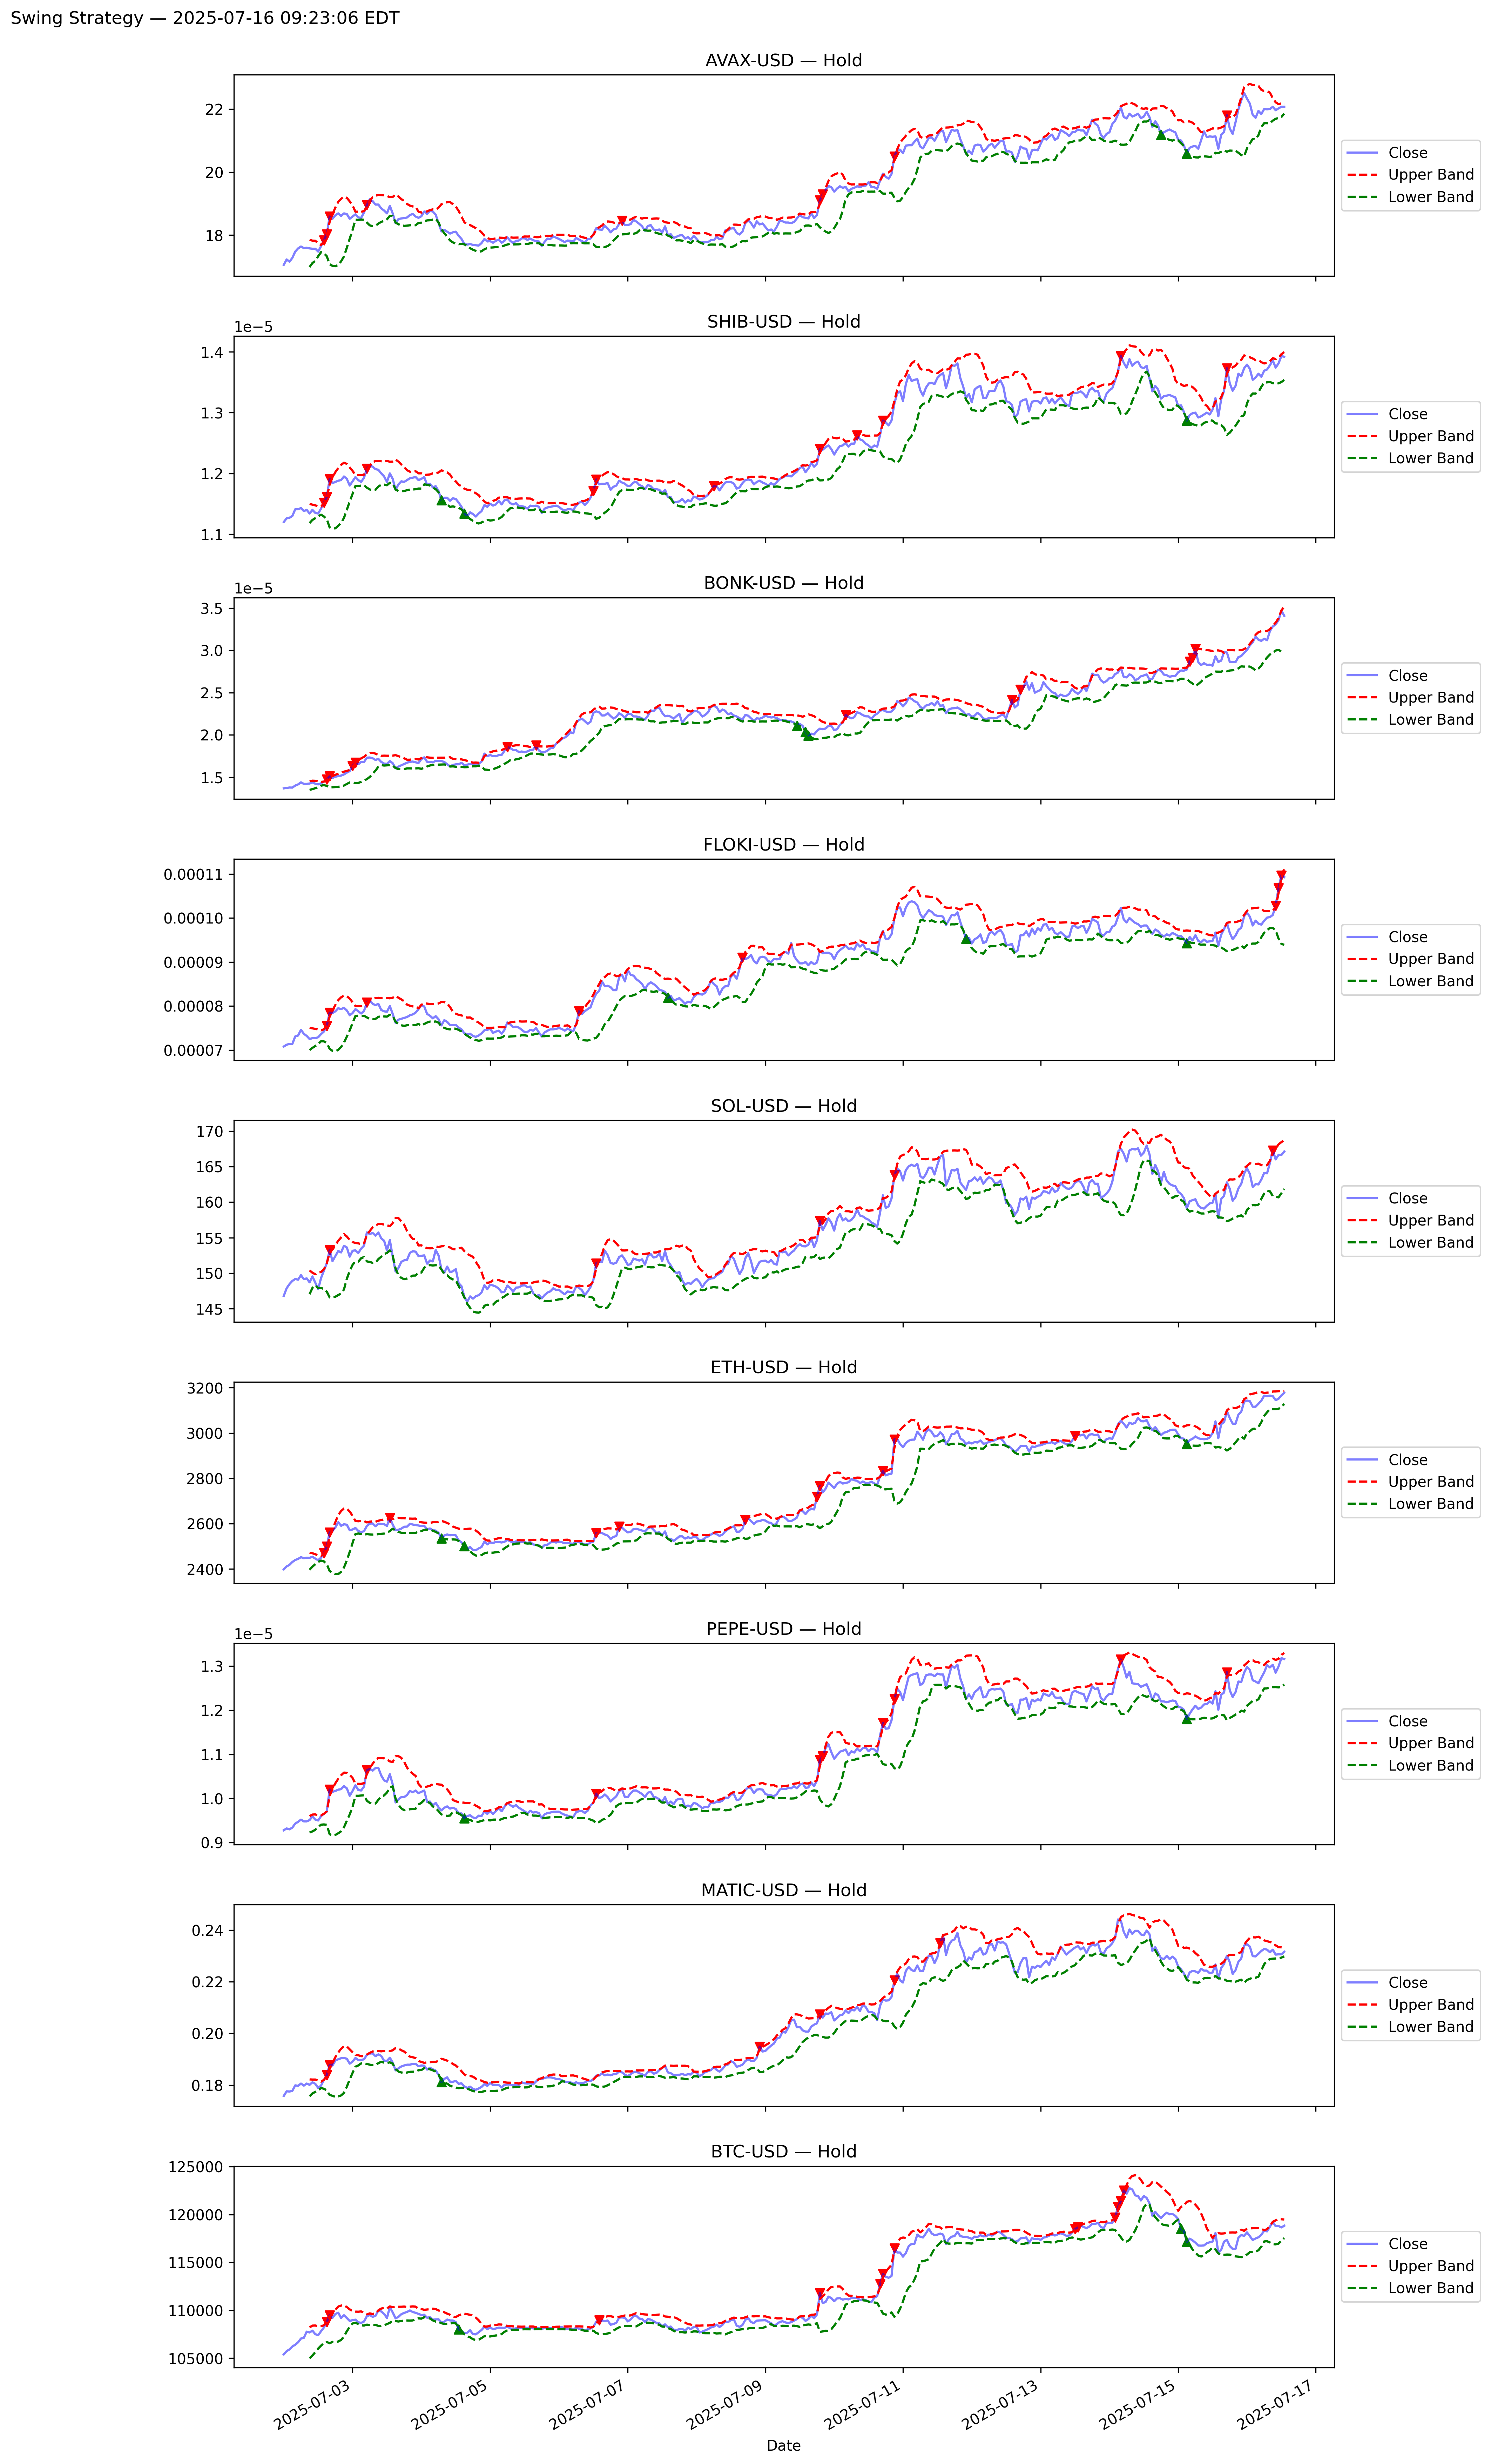 Swing Strategy — 2025-07-16 09:23:06 EDT
AVAX-USD — Hold
22
20
18
Close
Upper Band
Lower Band
SHIB-USD — Hold
1e−5
1.4
1.3
1.2
1.1
Close
Upper Band
Lower Band
BONK-USD — Hold
1e−5
3.5
3.0
2.5
2.0
1.5
Close
Upper Band
Lower Band
FLOKI-USD — Hold
0.00011
0.00010
0.00009
0.00008
0.00007
Close
Upper Band
Lower Band
SOL-USD — Hold
170
165
160
155
150
145
Close
Upper Band
Lower Band
ETH-USD — Hold
3200
3000
2800
2600
2400
Close
Upper Band
Lower Band
PEPE-USD — Hold
1e−5
1.3
1.2
1.1
1.0
0.9
Close
Upper Band
Lower Band
MATIC-USD — Hold
0.24
0.22
0.20
0.18
Close
Upper Band
Lower Band
BTC-USD — Hold
125000
120000
115000
110000
105000
Close
Upper Band
Lower Band
2025-07-03
2025-07-05
2025-07-07
2025-07-09
2025-07-11
2025-07-13
2025-07-15
2025-07-17
Date